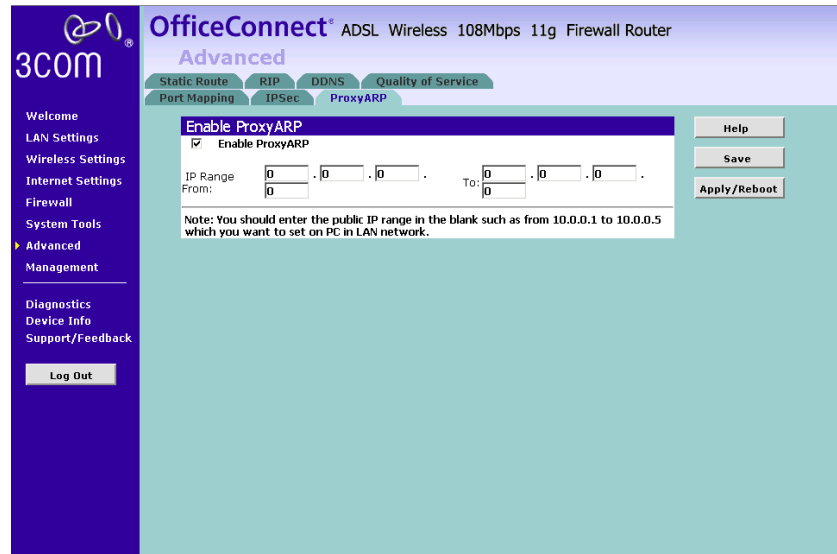 3COM®
OfficeConnect® ADSL Wireless 108Mbps 11g Firewall Router
Advanced
Static Route RIP DDNS Quality of Service
Port Mapping IPSec ProxyARP
Welcome
LAN Settings
Wireless Settings
Internet Settings
Firewall
System Tools
Advanced
Management
Diagnostics
Device Info
Support/Feedback
Log Out
Enable ProxyARP
Enable ProxyARP
IP Range From: 0 . 0 . 0 . 0 To: 0 . 0 . 0 . 0
Note: You should enter the public IP range in the blank such as from 10.0.0.1 to 10.0.0.5
which you want to set on PC in LAN network.
Help
Save
Apply/Reboot